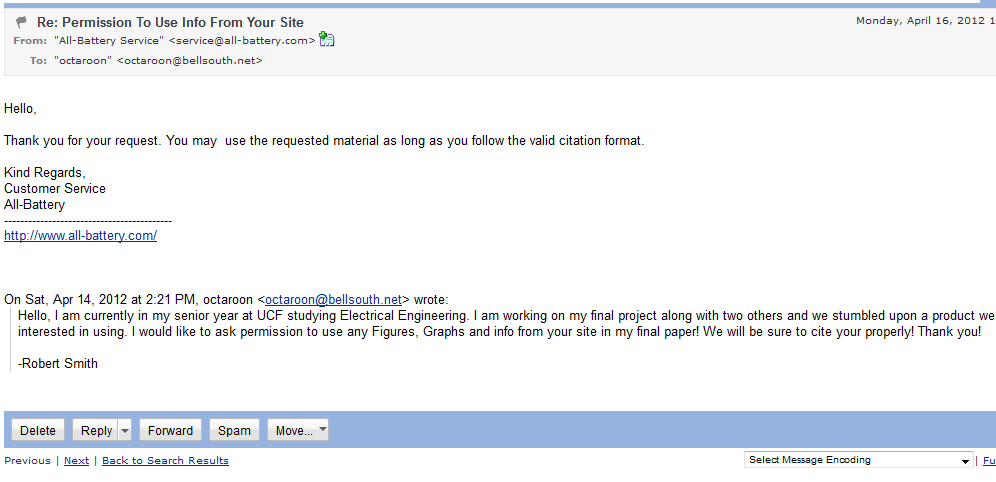 Re: Permission To Use Info From Your Site
Monday, April 16, 2012 1
From: "All-Battery Service" <service@all-battery.com>
To: "octaroon" <octaroon@bellsouth.net>
Hello,
Thank you for your request. You may  use the requested material as long as you follow the valid citation format.
Kind Regards,
Customer Service
All-Battery
------------------------------------------
http://www.all-battery.com/
On Sat, Apr 14, 2012 at 2:21 PM, octaroon <octaroon@bellsouth.net> wrote:
Hello, I am currently in my senior year at UCF studying Electrical Engineering. I am working on my final project along with two others and we stumbled upon a product we
interested in using. I would like to ask permission to use any Figures, Graphs and info from your site in my final paper! We will be sure to cite your properly! Thank you!
-Robert Smith
Delete Reply Forward Spam Move...
Previous | Next | Back to Search Results
Select Message Encoding | Fu